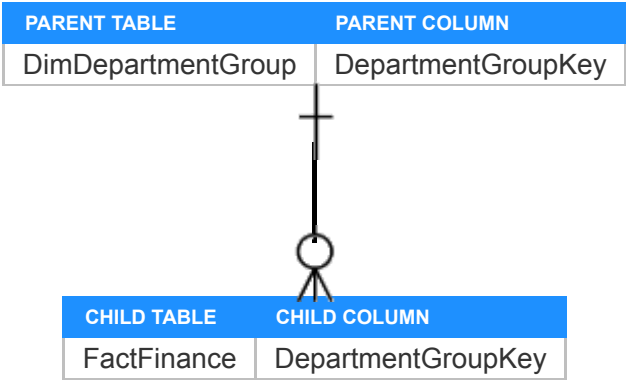 PARENT TABLE PARENT COLUMN
DimDepartmentGroup DepartmentGroupKey
CHILD TABLE CHILD COLUMN
FactFinance DepartmentGroupKey